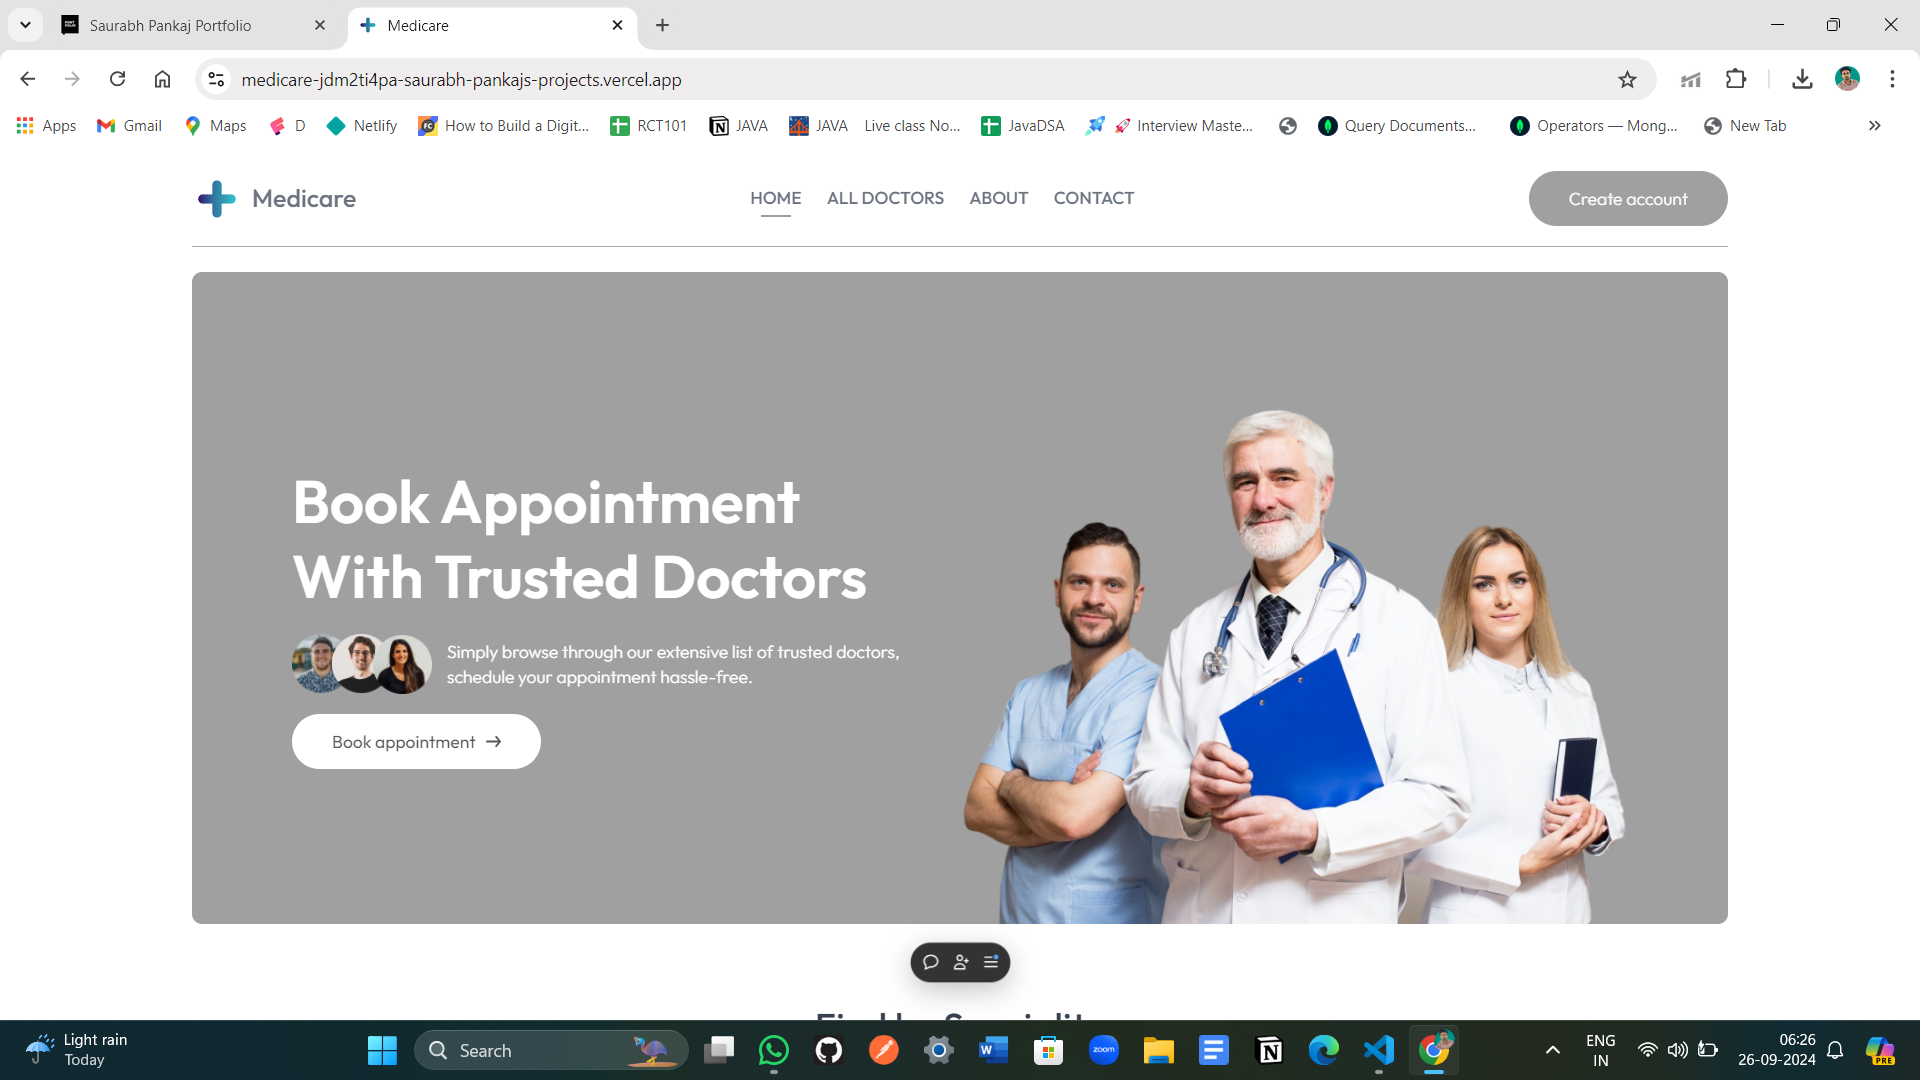 Saurabh Pankaj Portfolio
Medicare
medicare-jdm2ti4pa-saurabh-pankajs-projects.vercel.app
Apps
Gmail
Maps
D
Netlify
How to Build a Digit...
RCT101
JAVA
JAVA
Live class No...
JavaDSA
Interview Maste...
Query Documents...
Operators — Mong...
New Tab
Medicare
HOME
ALL DOCTORS
ABOUT
CONTACT
Create account
Book Appointment
With Trusted Doctors
Simply browse through our extensive list of trusted doctors,
schedule your appointment hassle-free.
Book appointment
Light rain
Today
Search
zoom
ENG
IN
06:26
26-09-2024
PRE